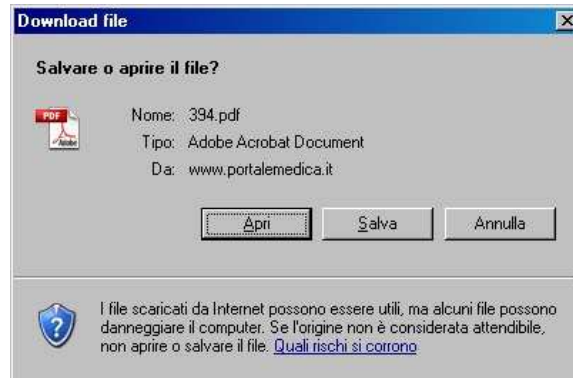 Download file
Salvare o aprire il file?
PDF
Adobe
Nome: 394.pdf
Tipo: Adobe Acrobat Document
Da: www.portalemedica.it
Apri
Salva
Annulla
I file scaricati da Internet possono essere utili, ma alcuni file possono
danneggiare il computer. Se l'origine non è considerata attendibile,
non aprire o salvare il file. Quali rischi si corrono